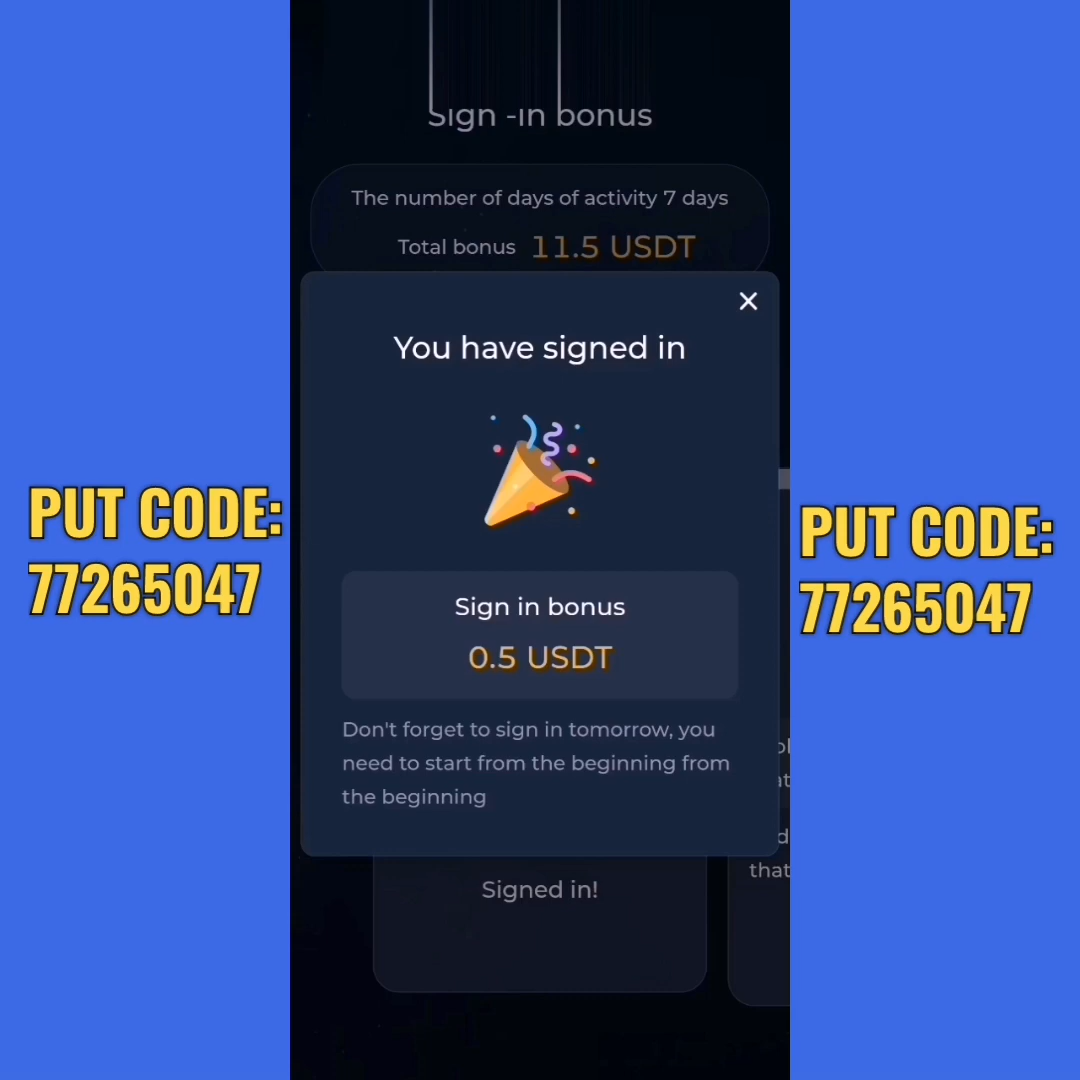 Sign -in bonus
The number of days of activity 7 days
Total bonus 11.5 USDT
You have signed in
PUT CODE:
77265047
PUT CODE:
77265047
Sign in bonus
0.5 USDT
Don't forget to sign in tomorrow, you
need to start from the beginning from
the beginning
that
Signed in!